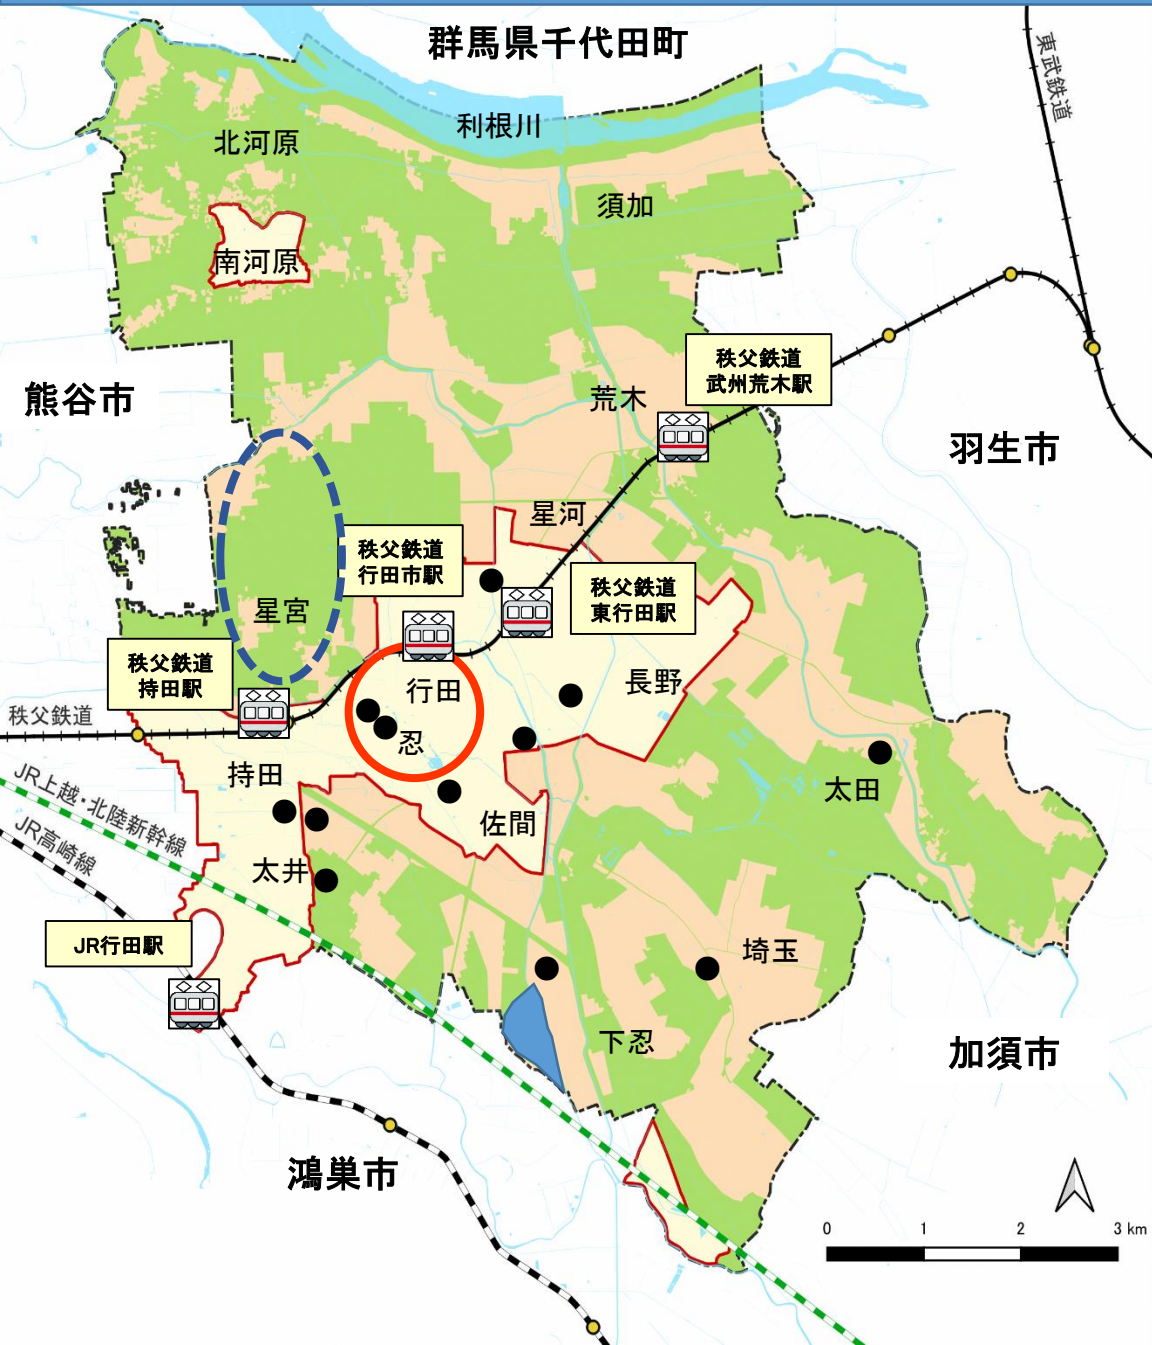 群馬県千代田町
東武鉄道
利根川
北河原
須加
南河原
秩父鉄道
武州荒木駅
熊谷市
荒木
羽生市
星河
秩父鉄道
行田市駅
秩父鉄道
東行田駅
星宮
秩父鉄道
持田駅
行田
長野
秩父鉄道
忍
持田
太田
JR上越・北陸新幹線
佐間
JR高崎線
太井
JR行田駅
埼玉
下忍
加須市
鴻巣市
0 1 2 3 km